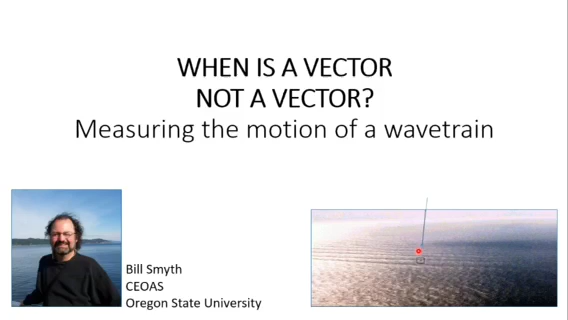 WHEN IS A VECTOR
NOT A VECTOR?
Measuring the motion of a wavetrain
Bill Smyth
CEOAS
Oregon State University